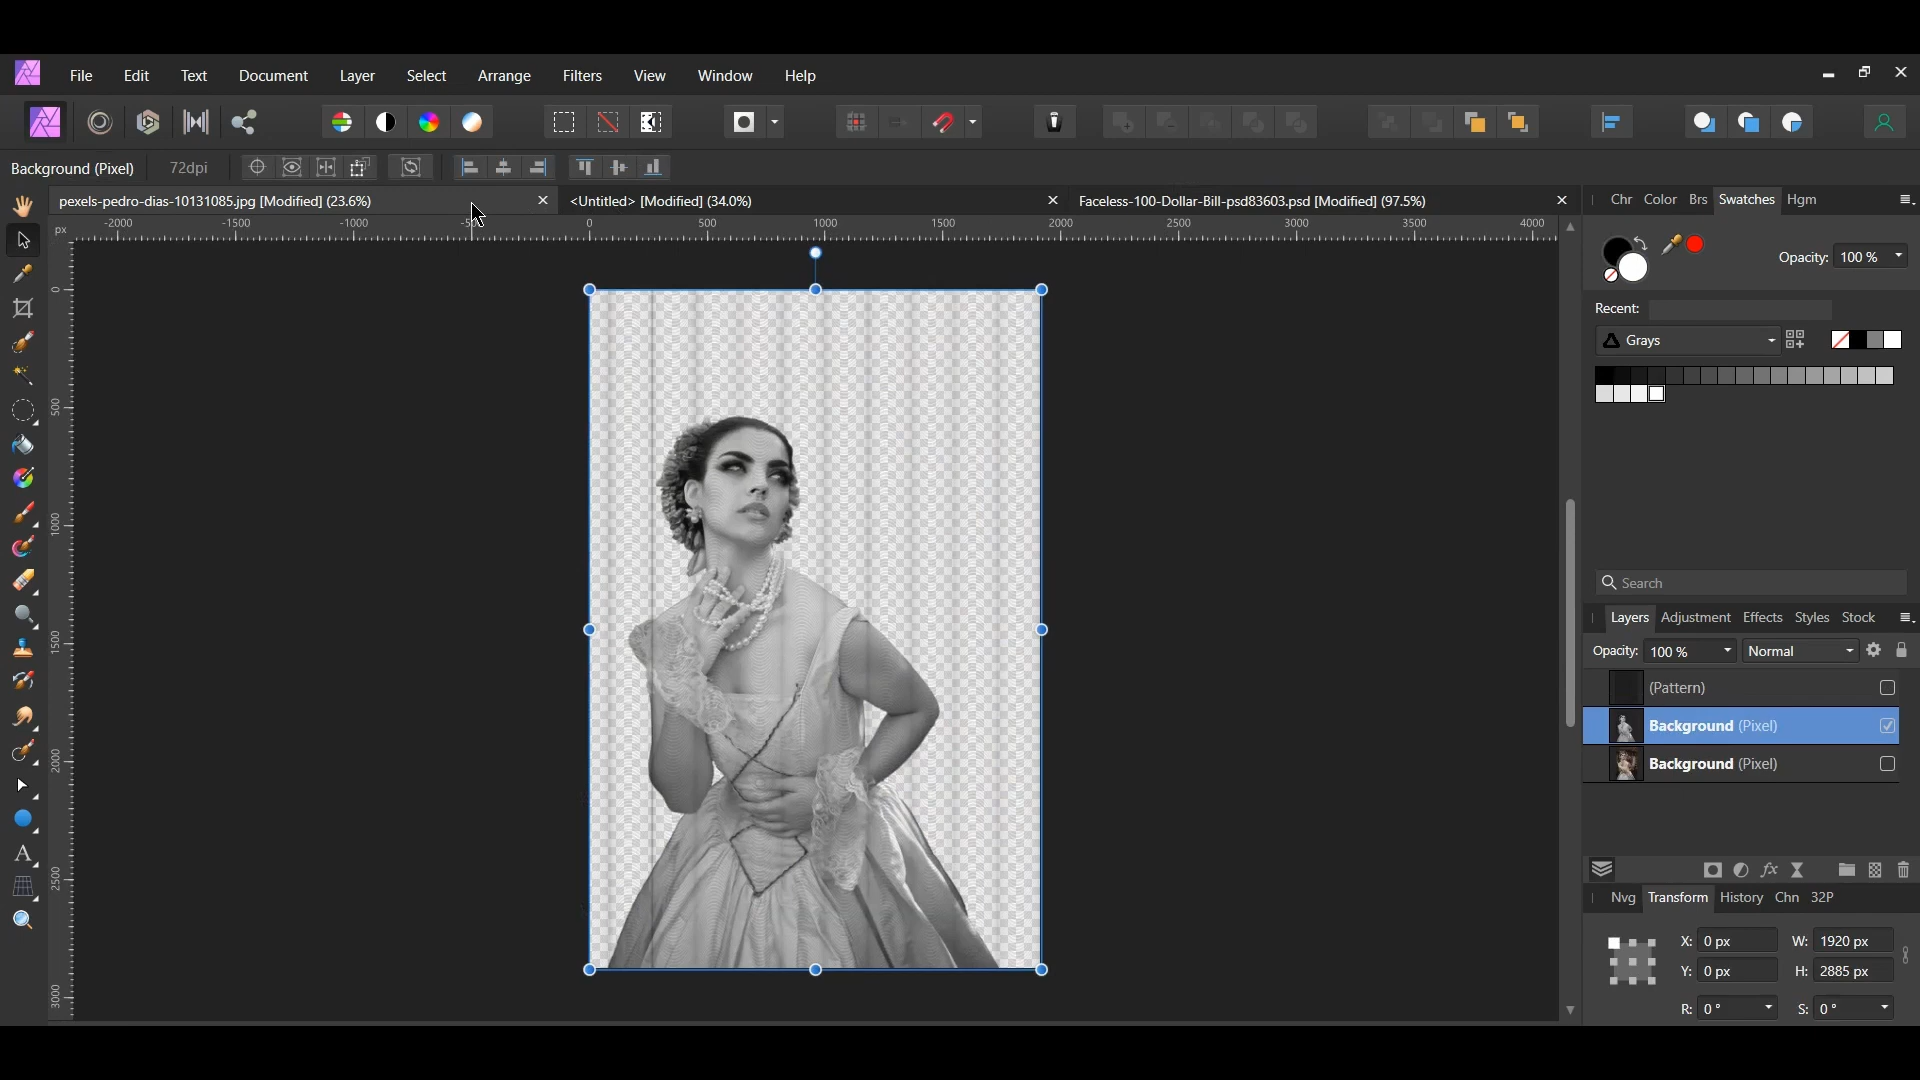 File Edit Text Document Layer Select Arrange Filters View Window Help
Background (Pixel) 72dpi
pexels-pedro-dias-10131085.jpg [Modified] (23.6%) <Untitled> [Modified] (34.0%) Faceless-100-Dollar-Bill-psd83603.psd [Modified] (97.5%)
Chr Color Brs Swatches Hgm
px -2000 -1500 -1000 -500 0 500 1000 1500 2000 2500 3000 3500 4000
0
500
1000
1500
2000
2500
3000
Opacity: 100 %
Recent:
Grays
Search
Layers Adjustment Effects Styles Stock
Opacity: 100 % Normal
(Pattern)
Background (Pixel)
Background (Pixel)
Nvg Transform History Chn 32P
X: 0 px W: 1920 px
Y: 0 px H: 2885 px
R: 0 ° S: 0 °